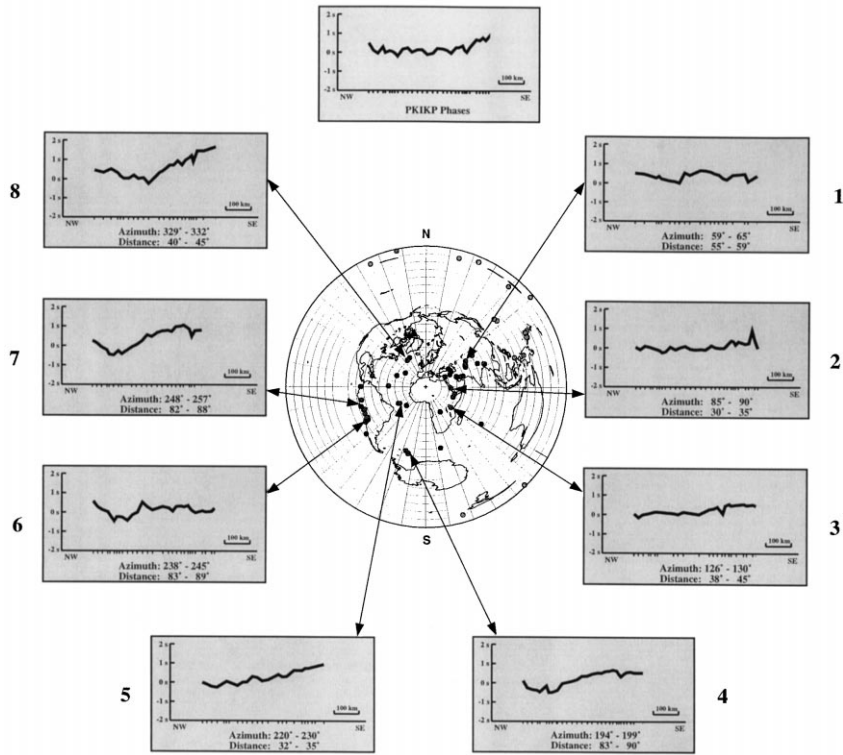 2 s
1 s
0 s
-1 s
-2 s
100 km
NW SE
PKIKP Phases
8
2 s
1 s
0 s
-1 s
-2 s
100 km
NW SE
Azimuth: 329° - 332°
Distance: 40° - 45°
1
2 s
1 s
0 s
-1 s
-2 s
100 km
NW SE
Azimuth: 59° - 65°
Distance: 55° - 59°
N
7
2 s
1 s
0 s
-1 s
-2 s
100 km
NW SE
Azimuth: 248° - 257°
Distance: 82° - 88°
2
2 s
1 s
0 s
-1 s
-2 s
100 km
NW SE
Azimuth: 85° - 90°
Distance: 30° - 35°
6
2 s
1 s
0 s
-1 s
-2 s
100 km
NW SE
Azimuth: 238° - 245°
Distance: 83° - 89°
3
2 s
1 s
0 s
-1 s
-2 s
100 km
NW SE
Azimuth: 126° - 130°
Distance: 38° - 45°
S
5
2 s
1 s
0 s
-1 s
-2 s
100 km
NW SE
Azimuth: 220° - 230°
Distance: 32° - 35°
4
2 s
1 s
0 s
-1 s
-2 s
100 km
NW SE
Azimuth: 194° - 199°
Distance: 83° - 90°